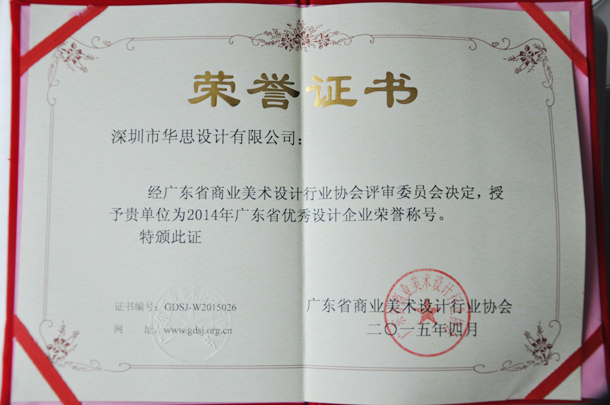 荣誉证书
深圳市华思设计有限公司：
经广东省商业美术设计行业协会评审委员会决定，授
予贵单位为2014年广东省优秀设计企业荣誉称号。
特颁此证
证书编号：GDSJ-W2015026
广东省商业美术设计行业协会
网 址：www.gdsj.org.cn
二〇一五年四月